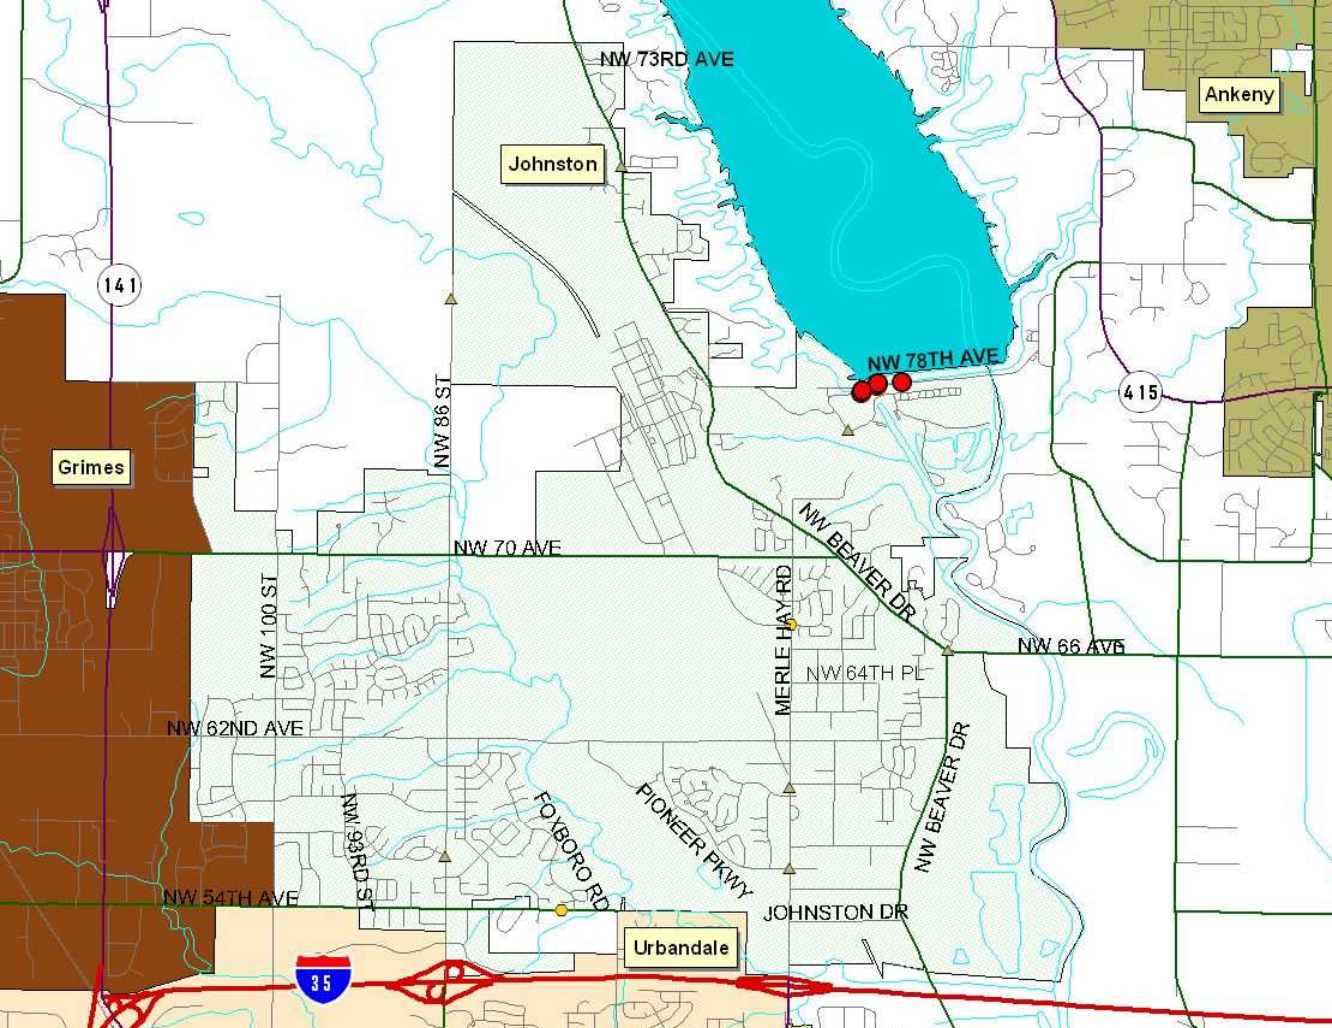 NW 73RD AVE
Ankeny
Johnston
141
NW 78TH AVE
415
NW 86 ST
Grimes
NW BEAVER DR
NW 70 AVE
NW 100 ST
MERLE HAY RD
NW 66 AVE
NW 64TH PL
NW 62ND AVE
NW BEAVER DR
NW 93RD ST
FOXBORO RD
PIONEER PKWY
NW 54TH AVE
JOHNSTON DR
Urbandale
35